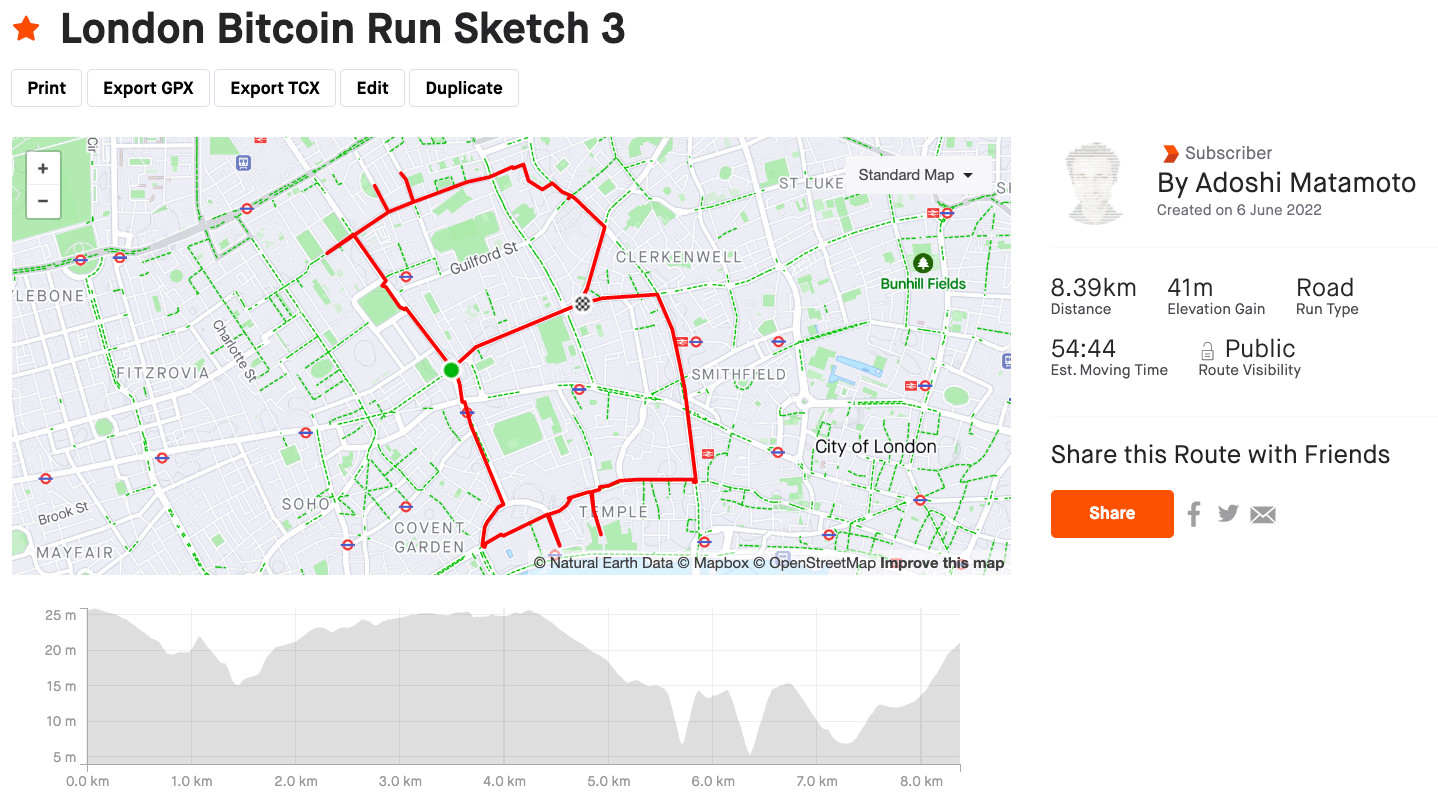 London Bitcoin Run Sketch 3
Print Export GPX Export TCX Edit Duplicate
+
−
Cir
Standard Map
ST LUKE
Guilford St
CLERKENWELL
Bunhill Fields
LEBONE
Charlotte St
FITZROVIA
SMITHFIELD
City of London
SOHO
Brook St
TEMPLE
COVENT
GARDEN
MAYFAIR
© Natural Earth Data © Mapbox © OpenStreetMap Improve this map
Subscriber
By Adoshi Matamoto
Created on 6 June 2022
8.39km 41m Road
Distance Elevation Gain Run Type
54:44 Public
Est. Moving Time Route Visibility
Share this Route with Friends
Share
25 m
20 m
15 m
10 m
5 m
0.0 km 1.0 km 2.0 km 3.0 km 4.0 km 5.0 km 6.0 km 7.0 km 8.0 km